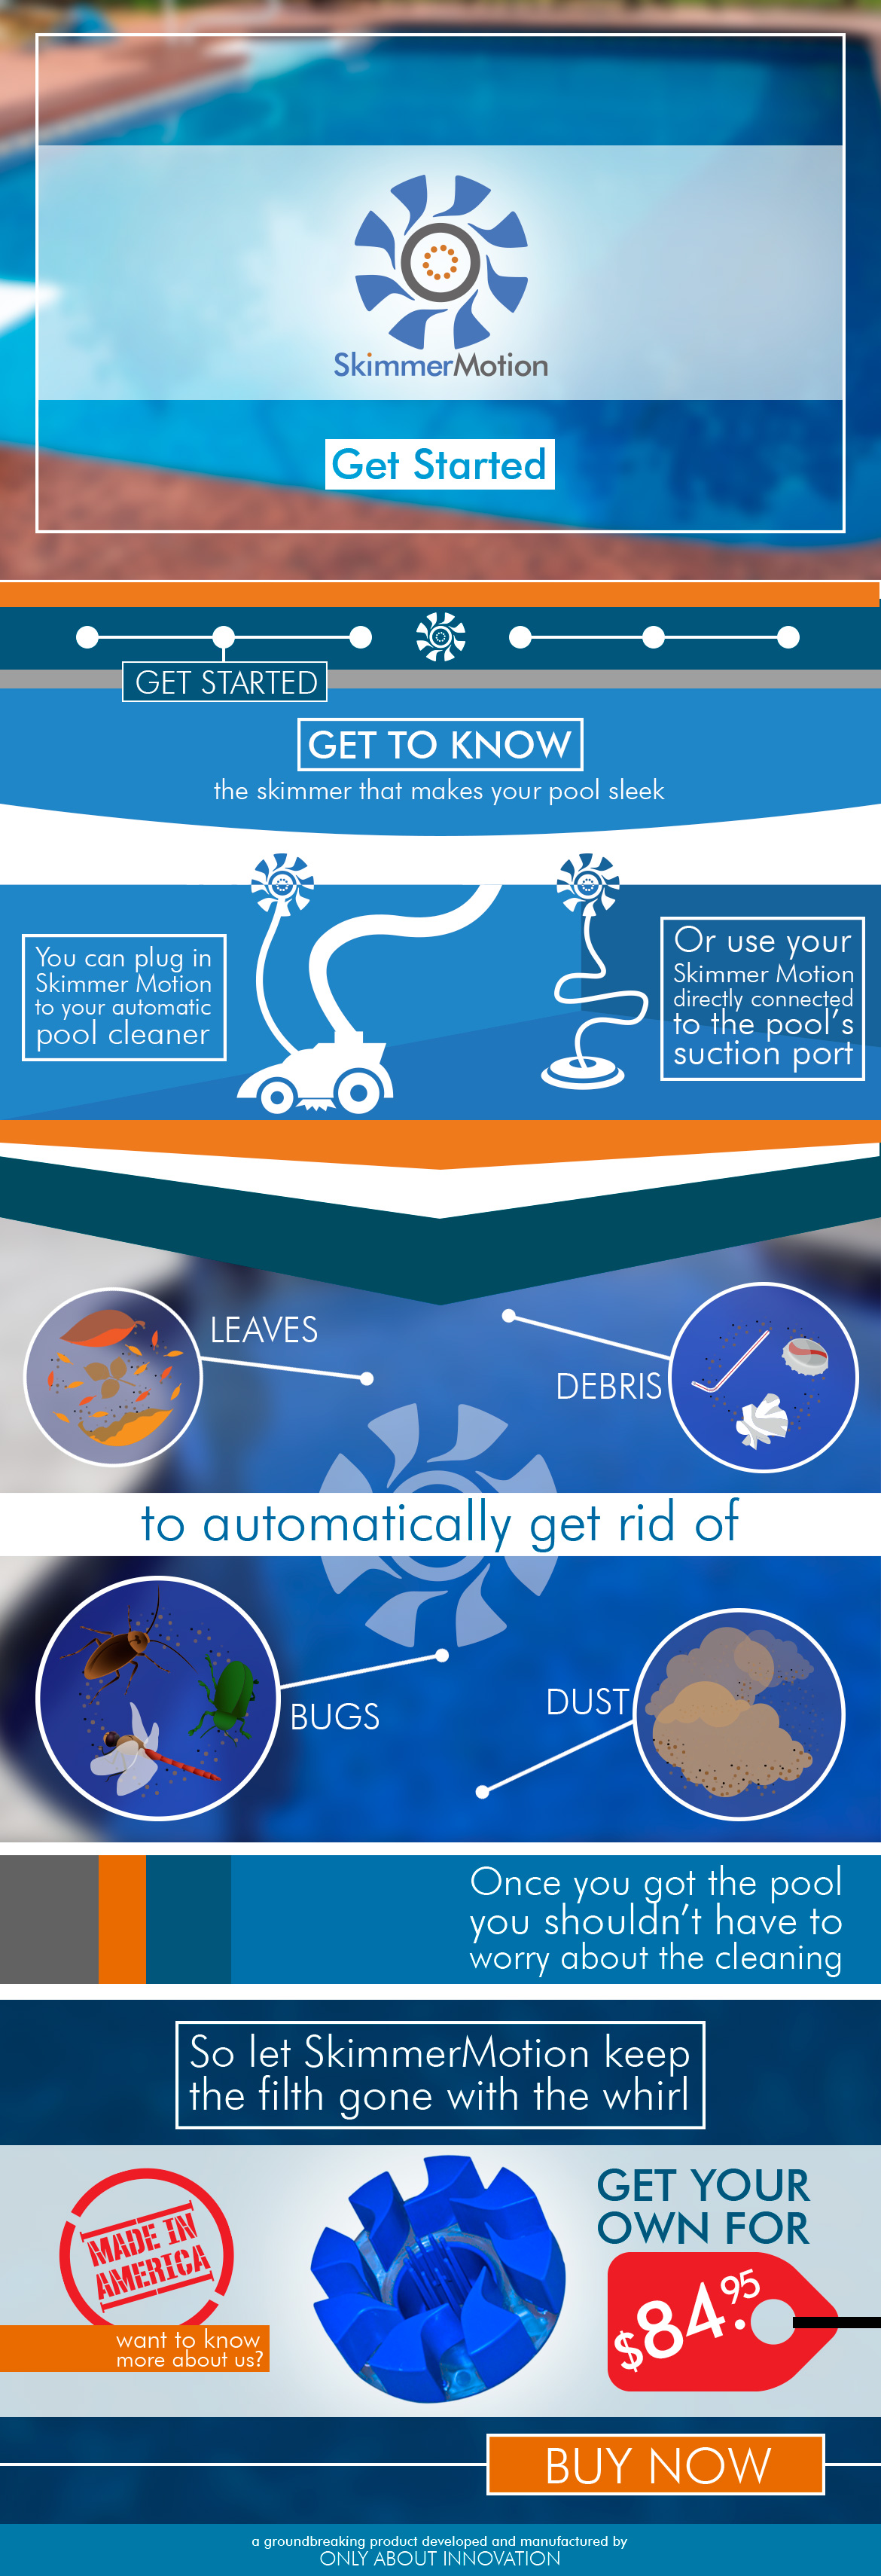 SkimmerMotion
Get Started
GET STARTED
GET TO KNOW
the skimmer that makes your pool sleek
You can plug in
Skimmer Motion
to your automatic
pool cleaner
Or use your
Skimmer Motion
directly connected
to the pool's
suction port
LEAVES
DEBRIS
to automatically get rid of
BUGS
DUST
Once you got the pool
you shouldn't have to
worry about the cleaning
So let SkimmerMotion keep
the filth gone with the whirl
MADE IN
AMERICA
want to know
more about us?
GET YOUR
OWN FOR
$84.95
BUY NOW
a groundbreaking product developed and manufactured by
ONLY ABOUT INNOVATION